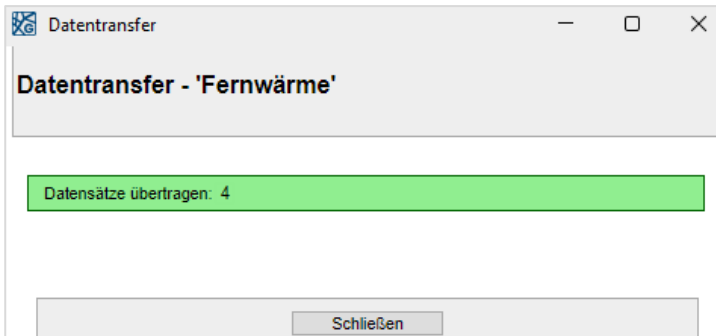 Datentransfer
Datentransfer - 'Fernwärme'
Datensätze übertragen: 4
Schließen